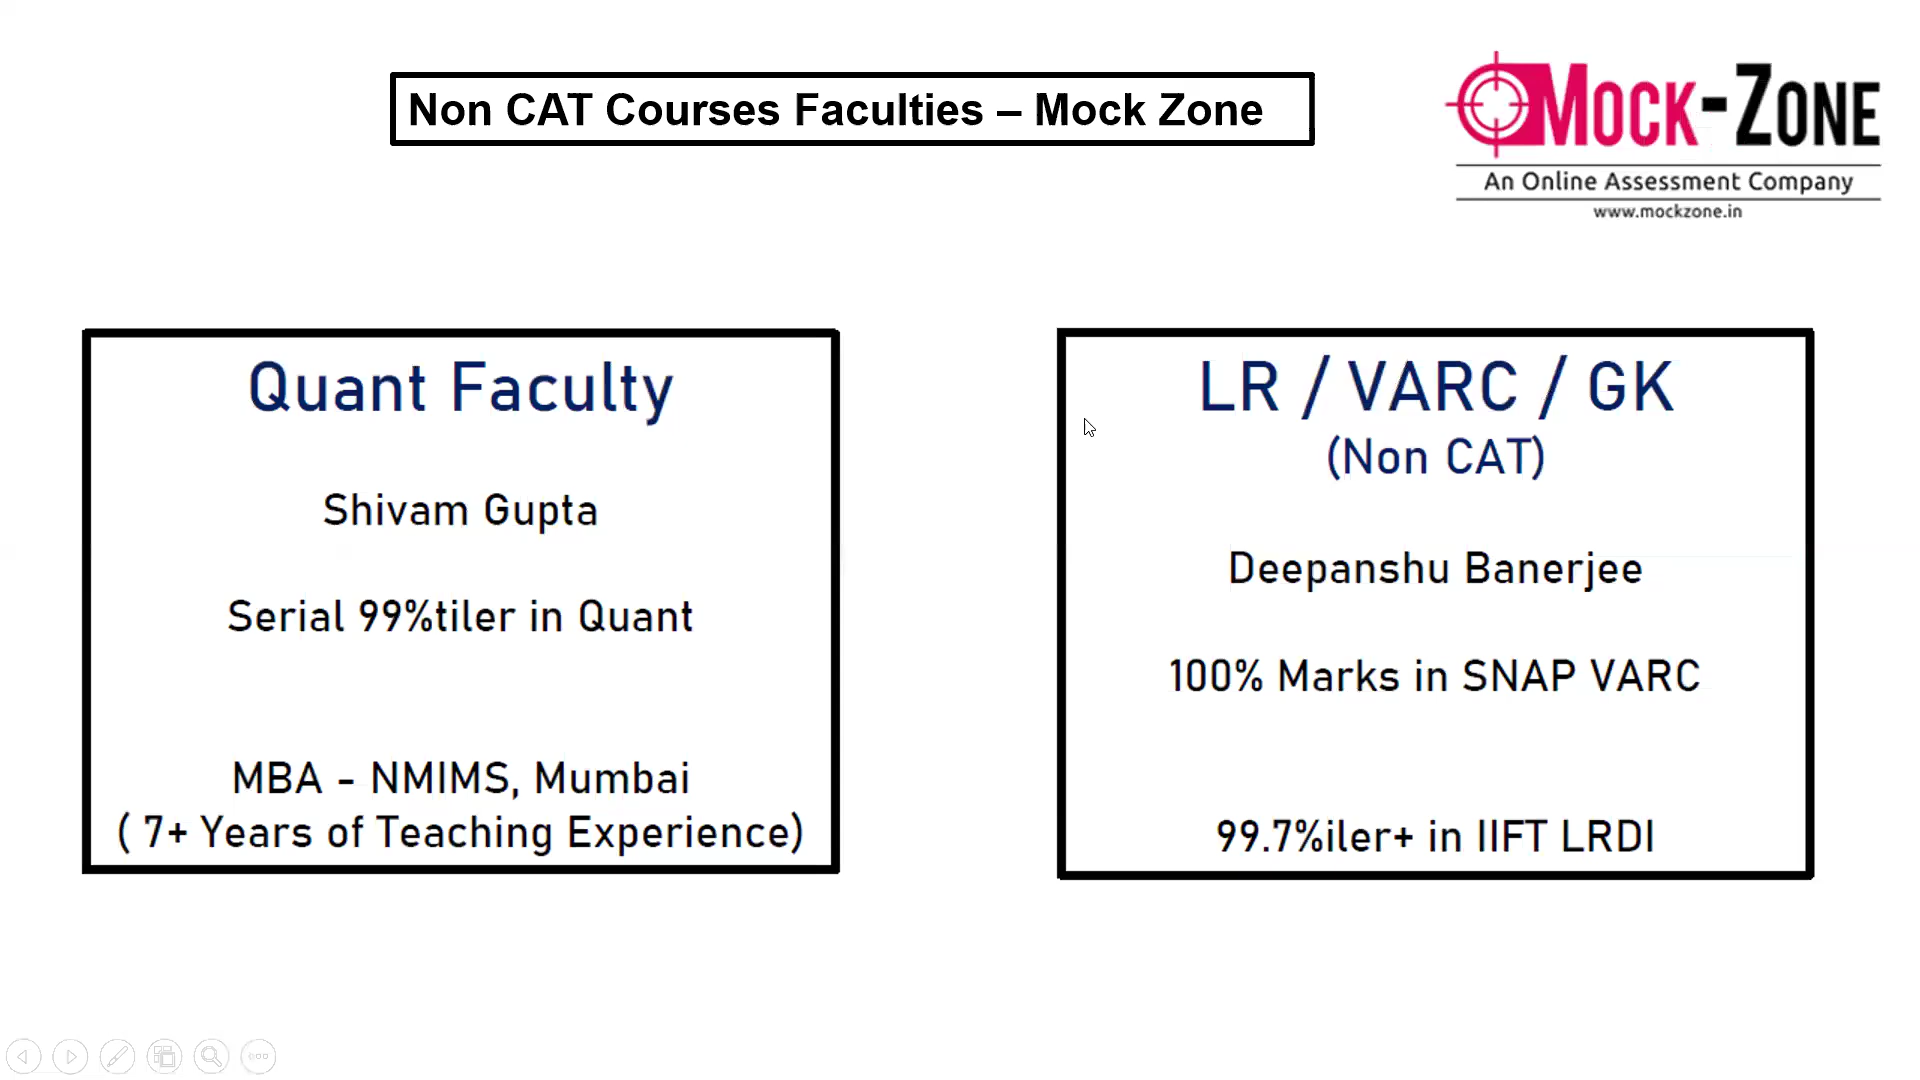 Non CAT Courses Faculties – Mock Zone
MOCK-ZONE
An Online Assessment Company
www.mockzone.in
Quant Faculty
Shivam Gupta
Serial 99%tiler in Quant
MBA - NMIMS, Mumbai
( 7+ Years of Teaching Experience)
LR / VARC / GK
(Non CAT)
Deepanshu Banerjee
100% Marks in SNAP VARC
99.7%iler+ in IIFT LRDI